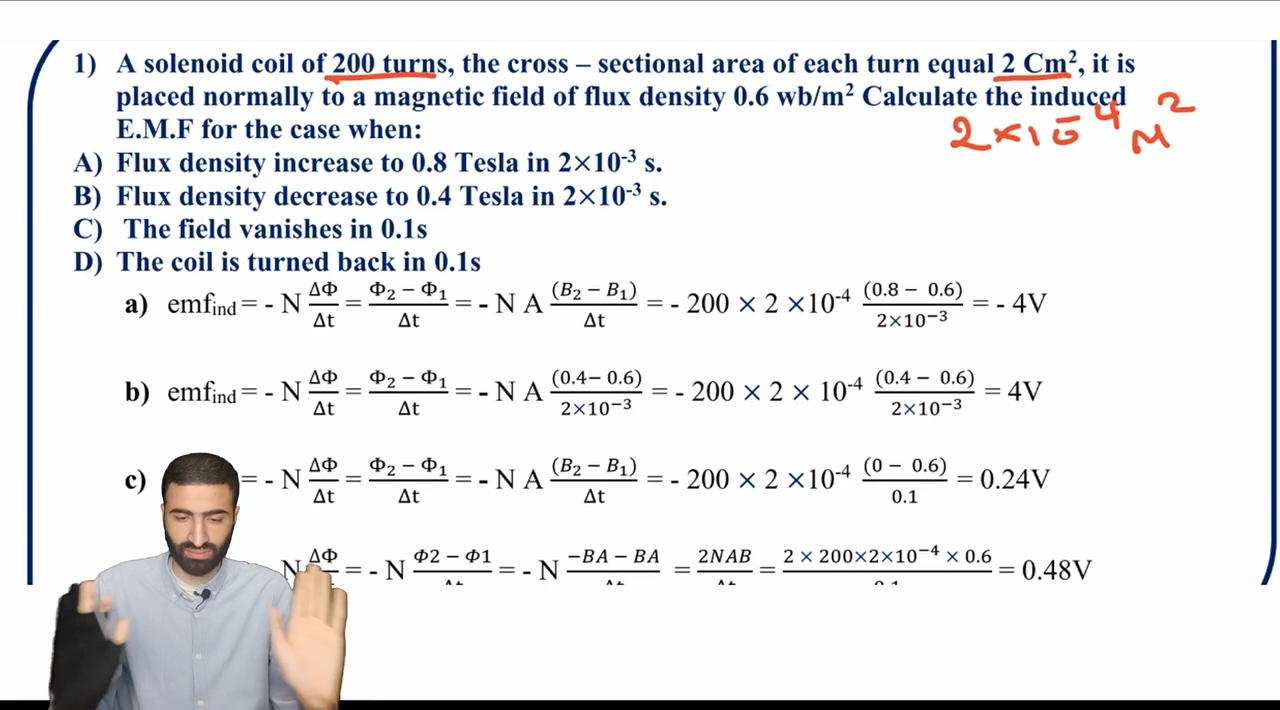 1) A solenoid coil of 200 turns, the cross – sectional area of each turn equal 2 Cm², it is
placed normally to a magnetic field of flux density 0.6 wb/m² Calculate the induced
E.M.F for the case when:
2×10⁻⁴ M²
A) Flux density increase to 0.8 Tesla in 2×10⁻³ s.
B) Flux density decrease to 0.4 Tesla in 2×10⁻³ s.
C) The field vanishes in 0.1s
D) The coil is turned back in 0.1s
a) emf_ind = - N ΔΦ/Δt = Φ₂ − Φ₁/Δt = - N A (B₂ − B₁)/Δt = - 200 × 2 ×10⁻⁴ (0.8 − 0.6)/2×10⁻³ = - 4V
b) emf_ind = - N ΔΦ/Δt = Φ₂ − Φ₁/Δt = - N A (0.4− 0.6)/2×10⁻³ = - 200 × 2 × 10⁻⁴ (0.4 − 0.6)/2×10⁻³ = 4V
c) = - N ΔΦ/Δt = Φ₂ − Φ₁/Δt = - N A (B₂ − B₁)/Δt = - 200 × 2 ×10⁻⁴ (0 − 0.6)/0.1 = 0.24V
N ΔΦ = - N Φ2 − Φ1/Δt = - N −BA − BA/Δt = 2NAB/Δt = 2 × 200×2×10⁻⁴ × 0.6/0.1 = 0.48V